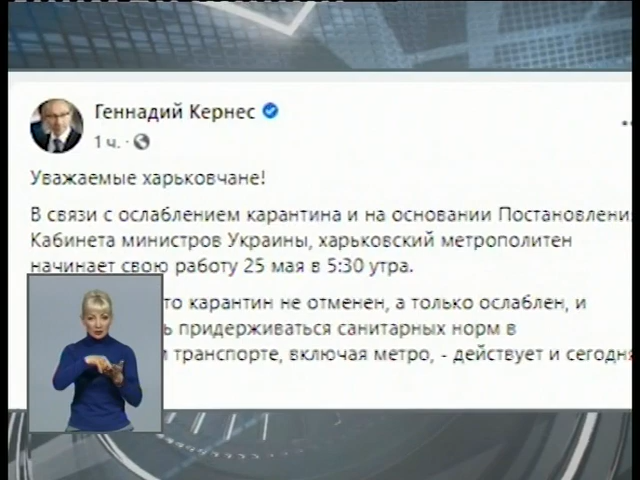 Геннадий Кернес
1 ч.
Уважаемые харьковчане!
В связи с ослаблением карантина и на основании Постановлени
Кабинета министров Украины, харьковский метрополитен
начинает свою работу 25 мая в 5:30 утра.
то карантин не отменен, а только ослаблен, и
ь придерживаться санитарных норм в
транспорте, включая метро, - действует и сегодня